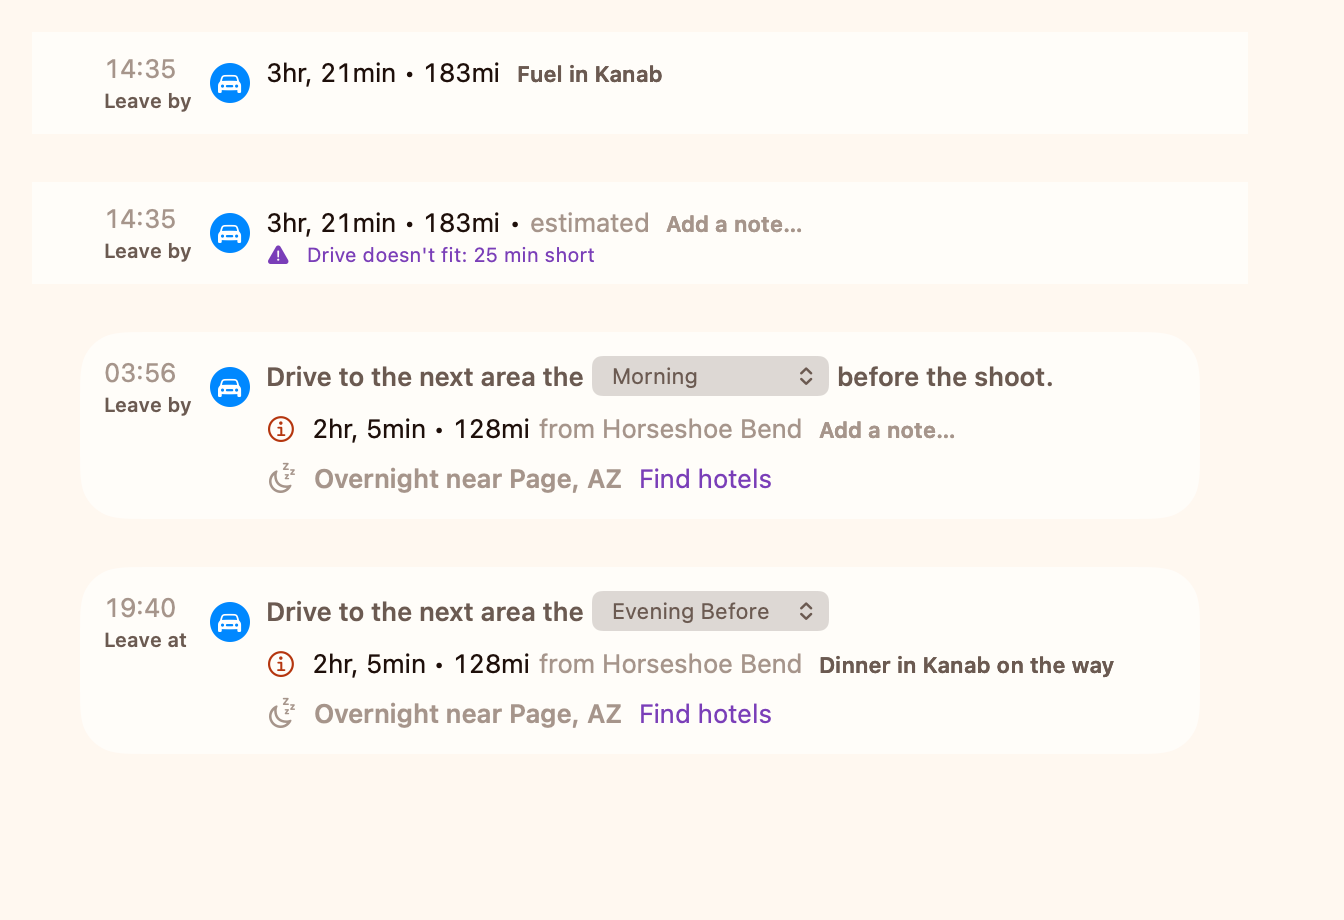 14:35
Leave by
3hr, 21min • 183mi Fuel in Kanab
14:35
Leave by
3hr, 21min • 183mi • estimated Add a note...
Drive doesn't fit: 25 min short
03:56
Leave by
Drive to the next area the Morning before the shoot.
2hr, 5min • 128mi from Horseshoe Bend Add a note...
Overnight near Page, AZ Find hotels
19:40
Leave at
Drive to the next area the Evening Before
2hr, 5min • 128mi from Horseshoe Bend Dinner in Kanab on the way
Overnight near Page, AZ Find hotels